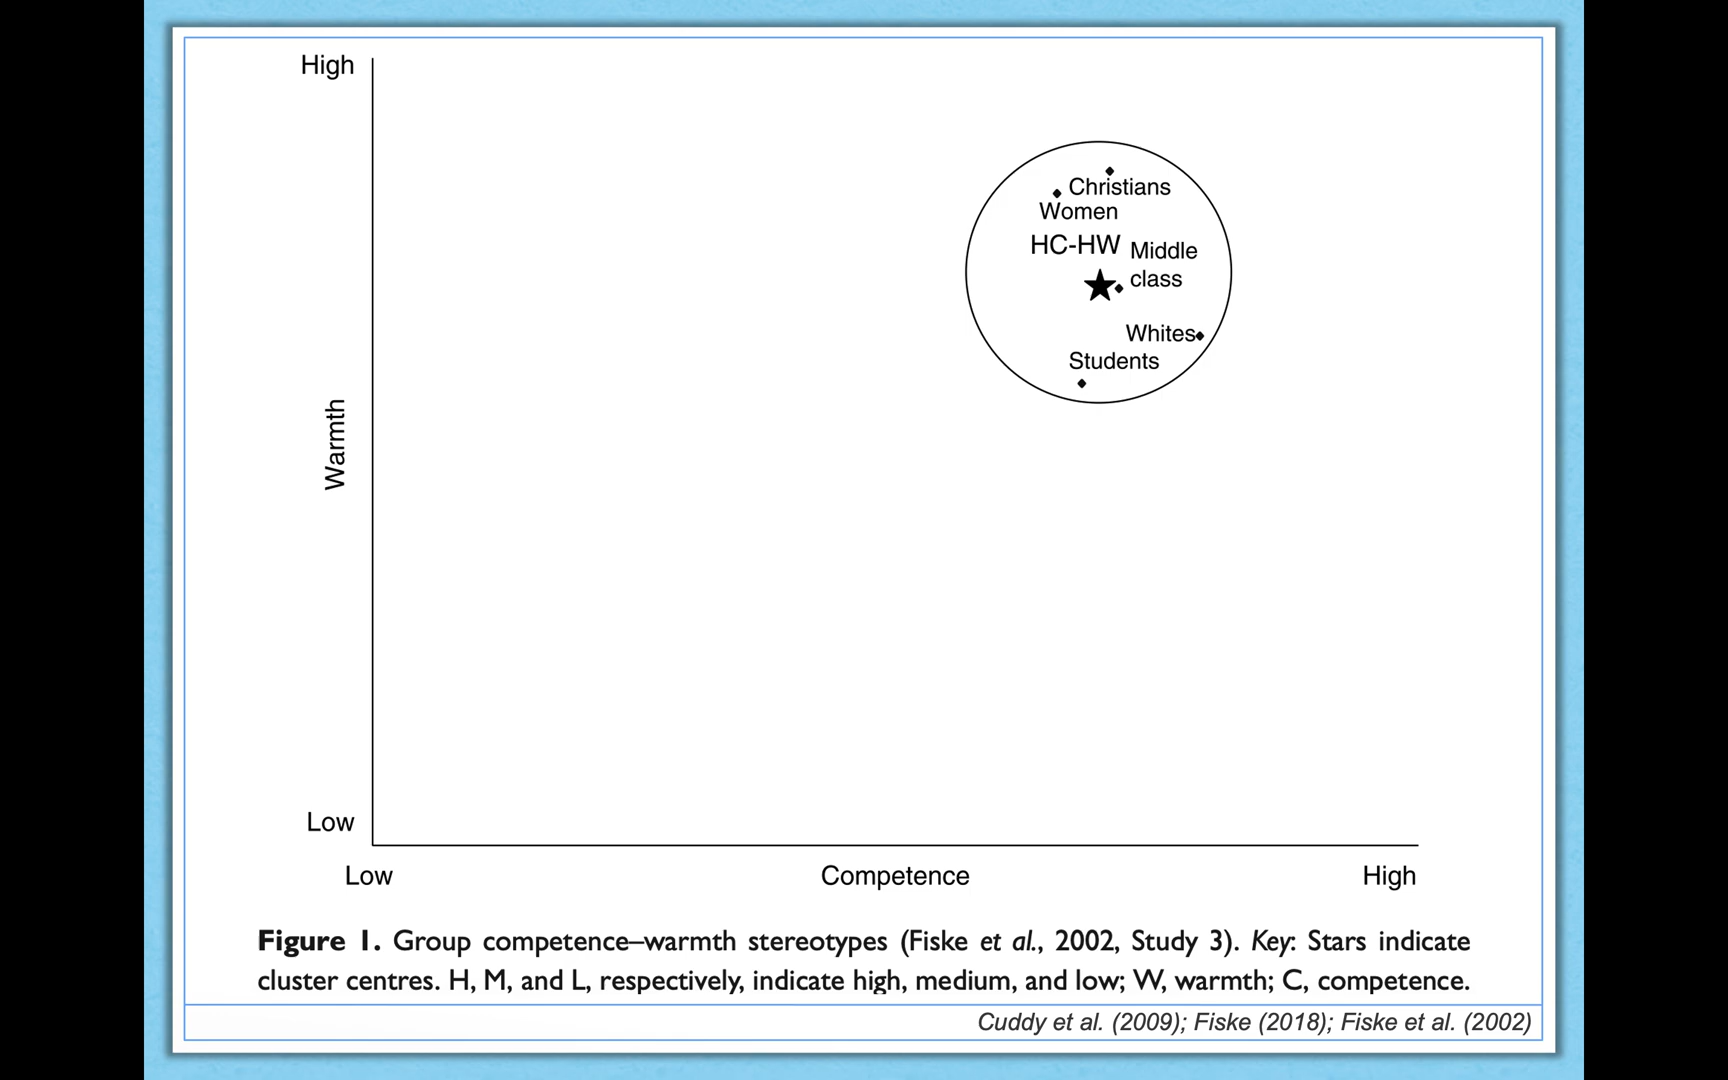 High
Christians
Women
HC-HW
Middle
class
Whites
Students
Warmth
Low
Low
Competence
High
Figure 1. Group competence–warmth stereotypes (Fiske et al., 2002, Study 3). Key: Stars indicate
cluster centres. H, M, and L, respectively, indicate high, medium, and low; W, warmth; C, competence.
Cuddy et al. (2009); Fiske (2018); Fiske et al. (2002)